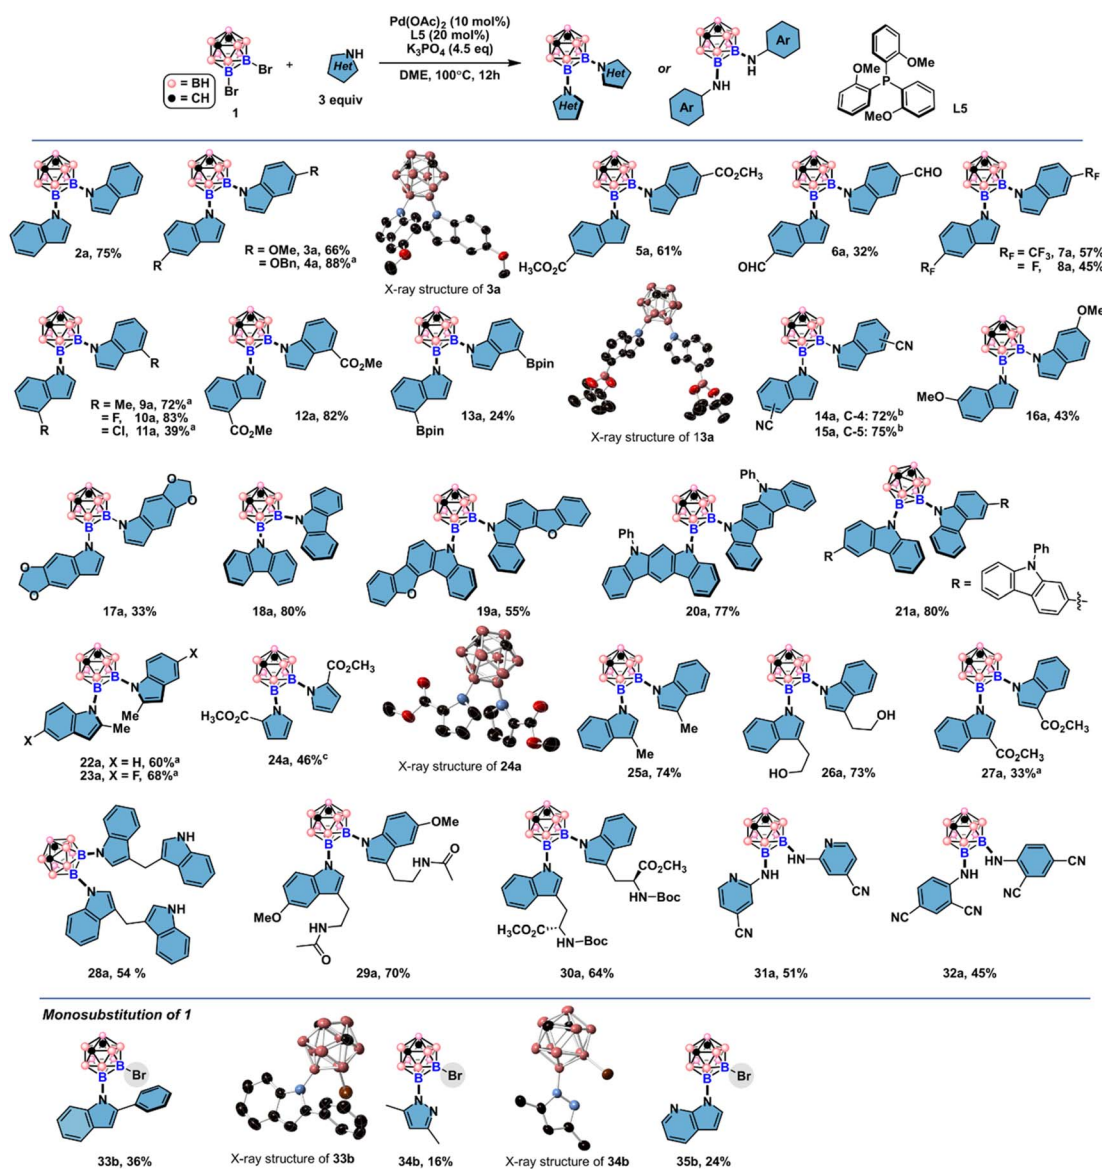 Pd(OAc)2 (10 mol%)
L5 (20 mol%)
K3PO4 (4.5 eq)
DME, 100°C, 12h
Br
Br
= BH
= CH
1
+
NH
Het
3 equiv
B
B
N
Het
N
Het
or
B
B
NH
Ar
NH
Ar
OMe
OMe
P
MeO
L5
B
B
N
N
2a, 75%
B
B
N
N
R
R
R = OMe, 3a, 66%
= OBn, 4a, 88%a
X-ray structure of 3a
B
B
N
N
CO2CH3
CH3O2C
5a, 61%
B
B
N
N
CHO
OHC
6a, 32%
B
B
N
N
RF
RF
RF = CF3, 7a, 57%
= F, 8a, 45%
B
B
N
N
R
R
R = Me, 9a, 72%a
= F, 10a, 83%
= Cl, 11a, 39%a
B
B
N
N
CO2Me
CO2Me
12a, 82%
B
B
N
N
Bpin
Bpin
13a, 24%
X-ray structure of 13a
B
B
N
N
CN
NC
14a, C-4: 72%b
15a, C-5: 75%b
B
B
N
N
OMe
MeO
16a, 43%
B
B
N
N
O
O
O
O
17a, 33%
B
B
N
N
18a, 80%
B
B
N
N
O
O
19a, 55%
B
B
N
N
N
Ph
Ph
N
20a, 77%
B
B
N
N
R
R
21a, 80%
R =
N
Ph
B
B
N
N
X
Me
Me
X
22a, X = H, 60%a
23a, X = F, 68%a
B
B
N
N
CO2CH3
CH3O2C
24a, 46%c
X-ray structure of 24a
B
B
N
N
Me
Me
25a, 74%
B
B
N
N
OH
HO
26a, 73%
B
B
N
N
CO2CH3
CO2CH3
27a, 33%a
B
B
N
N
NH
NH
28a, 54 %
B
B
N
N
OMe
HN
O
MeO
HN
O
29a, 70%
B
B
N
N
CO2CH3
N
H
Boc
CH3O2C
N
H
Boc
30a, 64%
B
B
HN
NH
N
N
CN
CN
31a, 51%
B
B
HN
NH
CN
NC
NC
CN
32a, 45%
Monosubstitution of 1
B
B
Br
N
33b, 36%
X-ray structure of 33b
B
B
Br
N
N
34b, 16%
X-ray structure of 34b
B
B
Br
N
N
35b, 24%